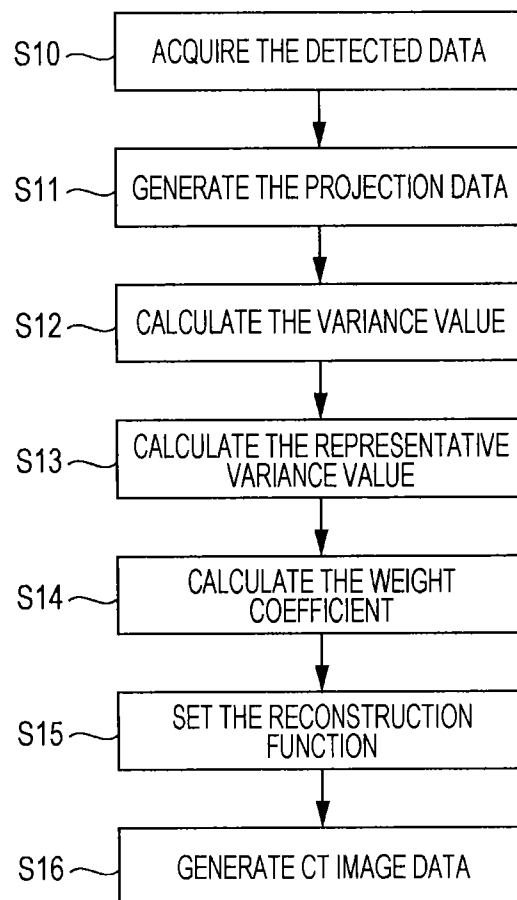 S10 ACQUIRE THE DETECTED DATA
S11 GENERATE THE PROJECTION DATA
S12 CALCULATE THE VARIANCE VALUE
S13 CALCULATE THE REPRESENTATIVE
VARIANCE VALUE
S14 CALCULATE THE WEIGHT
COEFFICIENT
S15 SET THE RECONSTRUCTION
FUNCTION
S16 GENERATE CT IMAGE DATA